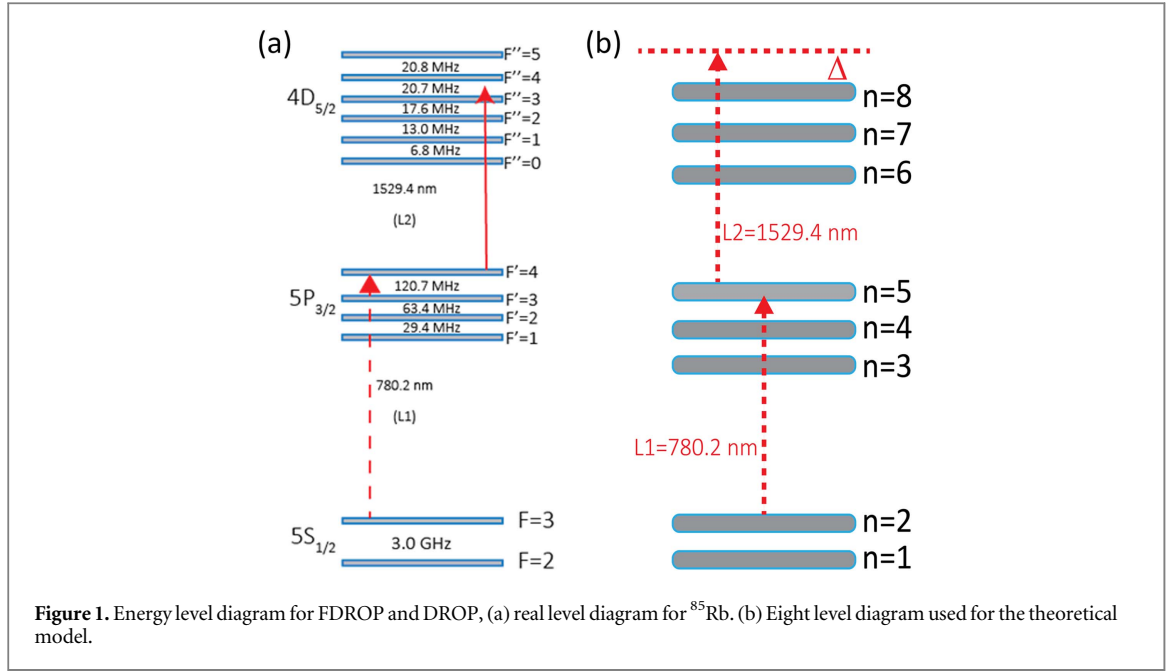 (a)
F''=5
20.8 MHz
F''=4
20.7 MHz
4D5/2
F''=3
17.6 MHz
F''=2
13.0 MHz
F''=1
6.8 MHz
F''=0
1529.4 nm
(L2)
F'=4
120.7 MHz
5P3/2
F'=3
63.4 MHz
F'=2
29.4 MHz
F'=1
780.2 nm
(L1)
F=3
5S1/2
3.0 GHz
F=2
(b)
Δ
n=8
n=7
n=6
L2=1529.4 nm
n=5
n=4
n=3
L1=780.2 nm
n=2
n=1
Figure 1. Energy level diagram for FDROP and DROP, (a) real level diagram for 85Rb. (b) Eight level diagram used for the theoretical
model.